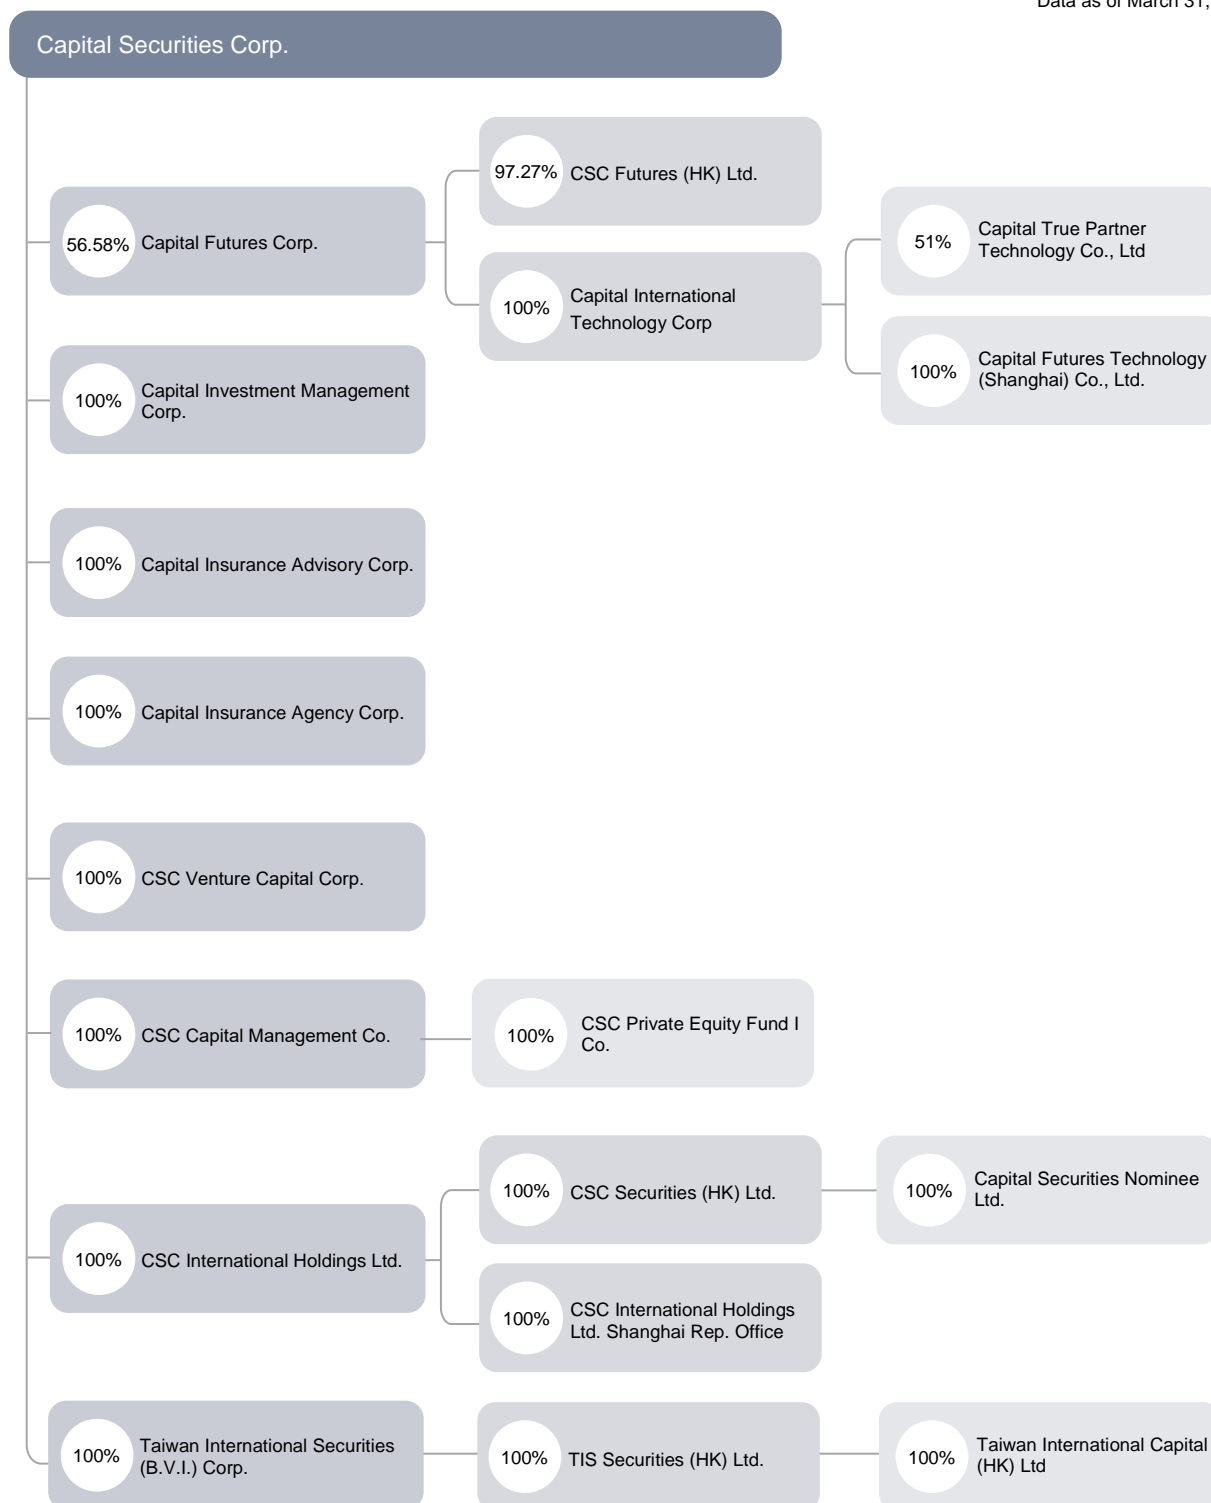 Data as of March 31,
Capital Securities Corp.
97.27%
CSC Futures (HK) Ltd.
56.58%
Capital Futures Corp.
51%
Capital True Partner
Technology Co., Ltd
100%
Capital International
Technology Corp
100%
Capital Futures Technology
(Shanghai) Co., Ltd.
100%
Capital Investment Management
Corp.
100%
Capital Insurance Advisory Corp.
100%
Capital Insurance Agency Corp.
100%
CSC Venture Capital Corp.
100%
CSC Capital Management Co.
100%
CSC Private Equity Fund I
Co.
100%
CSC International Holdings Ltd.
100%
CSC Securities (HK) Ltd.
100%
Capital Securities Nominee
Ltd.
100%
CSC International Holdings
Ltd. Shanghai Rep. Office
100%
Taiwan International Securities
(B.V.I.) Corp.
100%
TIS Securities (HK) Ltd.
100%
Taiwan International Capital
(HK) Ltd